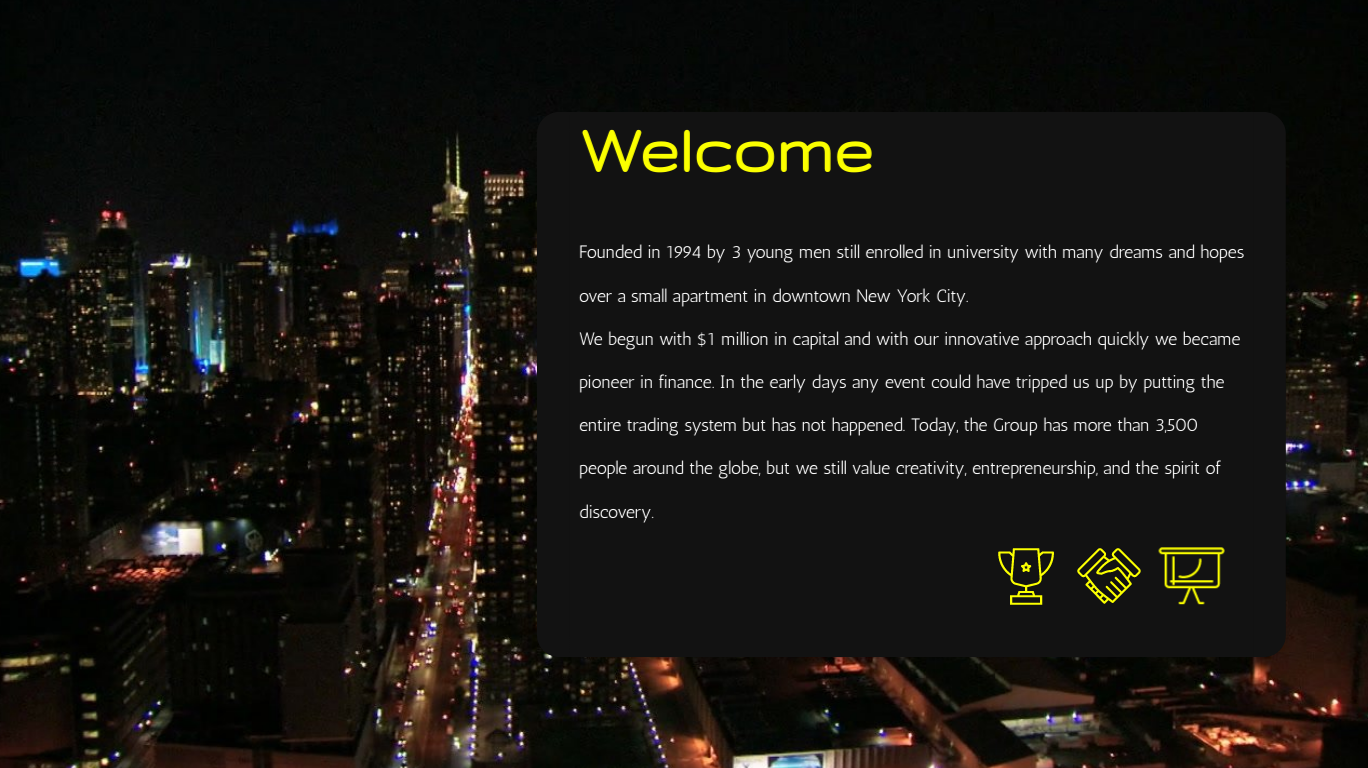 Welcome
Founded in 1994 by 3 young men still enrolled in university with many dreams and hopes
over a small apartment in downtown New York City.
We begun with $1 million in capital and with our innovative approach quickly we became
pioneer in finance. In the early days any event could have tripped us up by putting the
entire trading system but has not happened. Today, the Group has more than 3,500
people around the globe, but we still value creativity, entrepreneurship, and the spirit of
discovery.